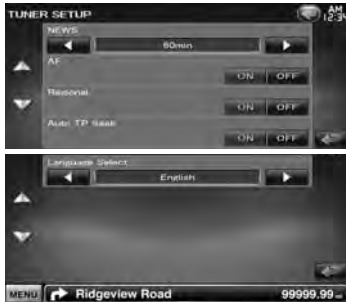 TUNER SETUP
AM
12:34
NEWS
60min
AF
ON OFF
Regional
ON OFF
Auto TP Seek
ON OFF
Language Select
English
MENU Ridgeview Road 99999.99